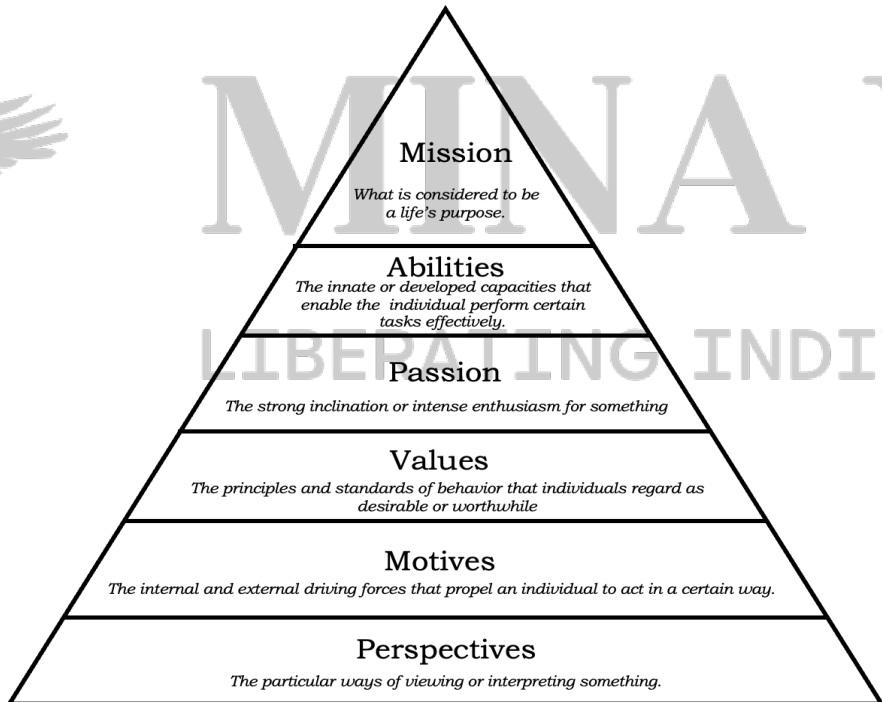 MINA
Mission
What is considered to be
a life's purpose.
Abilities
The innate or developed capacities that
enable the  individual perform certain
tasks effectively.
LIBERATING INDI
Passion
The strong inclination or intense enthusiasm for something
Values
The principles and standards of behavior that individuals regard as
desirable or worthwhile
Motives
The internal and external driving forces that propel an individual to act in a certain way.
Perspectives
The particular ways of viewing or interpreting something.